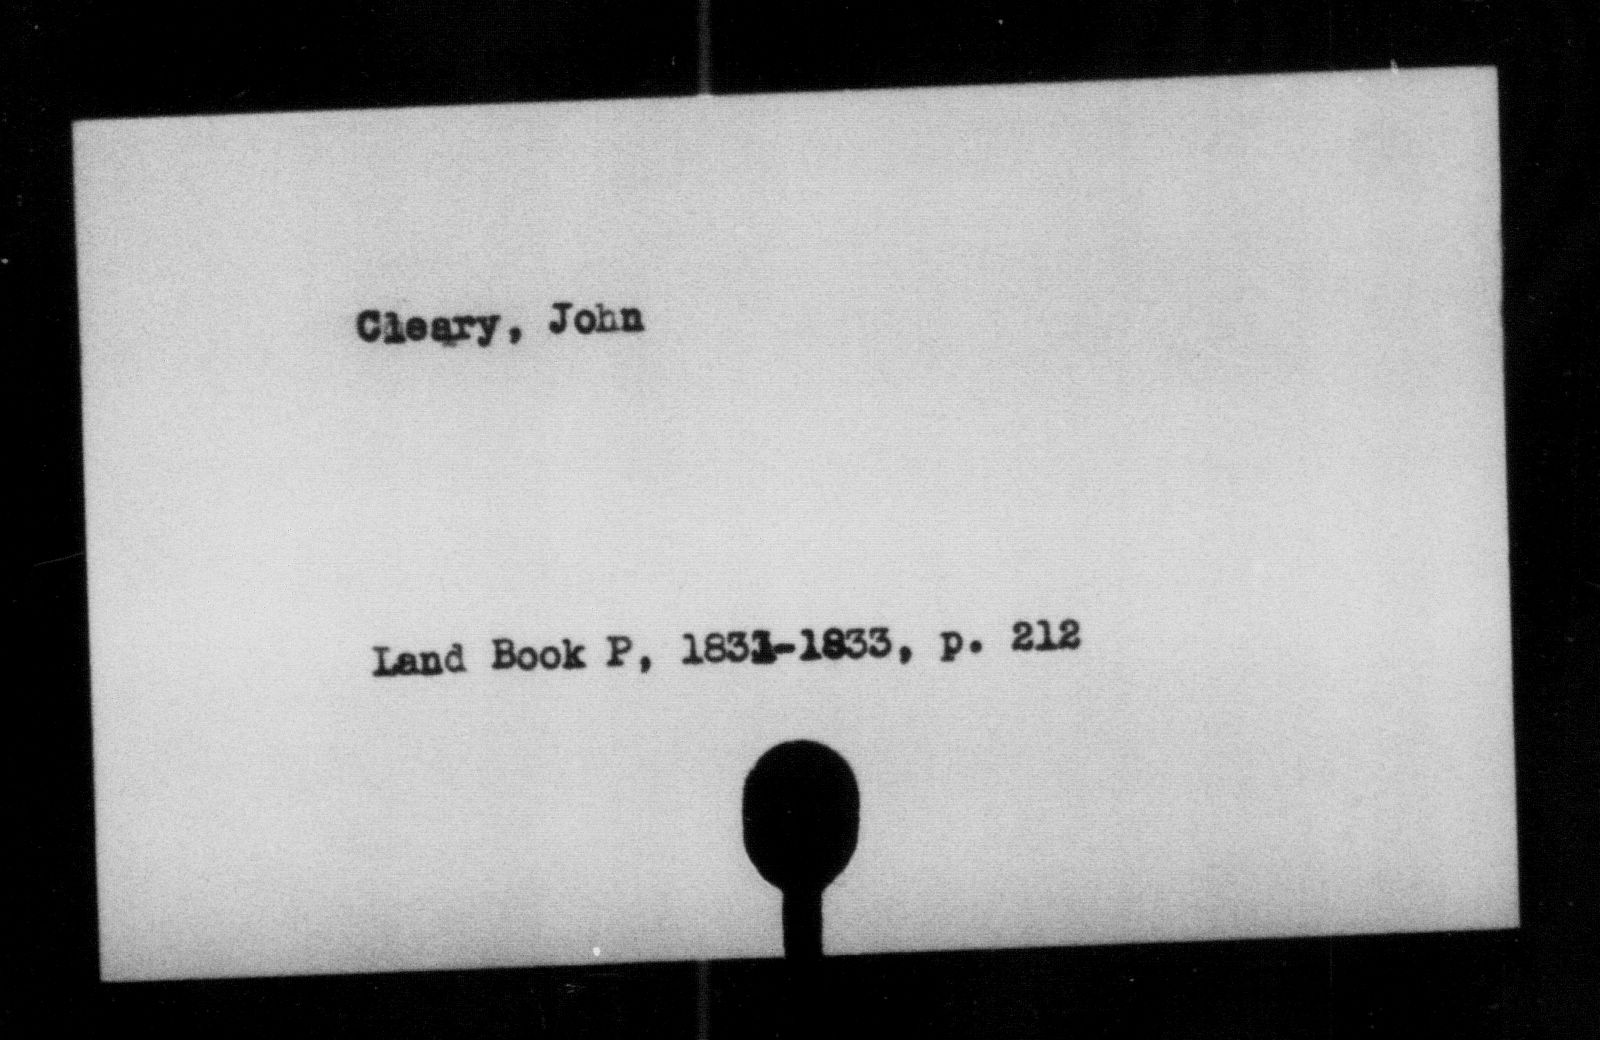 Cleary, John
Land Book P, 1831-1833, p. 212